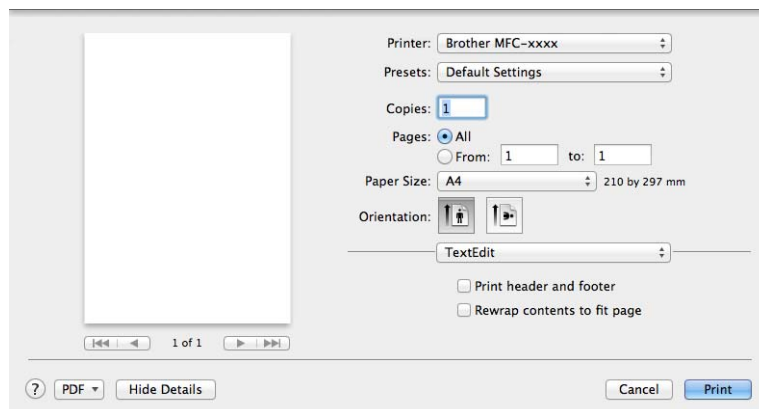 Printer: Brother MFC-xxxx
Presets: Default Settings
Copies: 1
Pages: All
From: 1 to: 1
Paper Size: A4 210 by 297 mm
Orientation:
TextEdit
Print header and footer
Rewrap contents to fit page
1 of 1
? PDF Hide Details Cancel Print